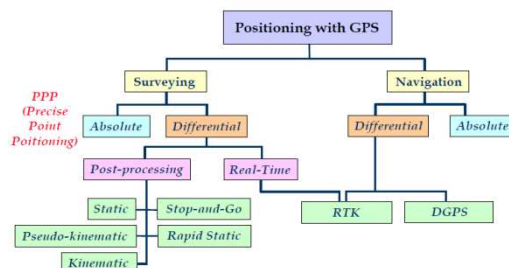 Positioning with GPS
Surveying
Navigation
PPP
(Precise
Point
Poitioning)
Absolute
Differential
Differential
Absolute
Post-processing
Real-Time
Static
Stop-and-Go
RTK
DGPS
Pseudo-kinematic
Rapid Static
Kinematic